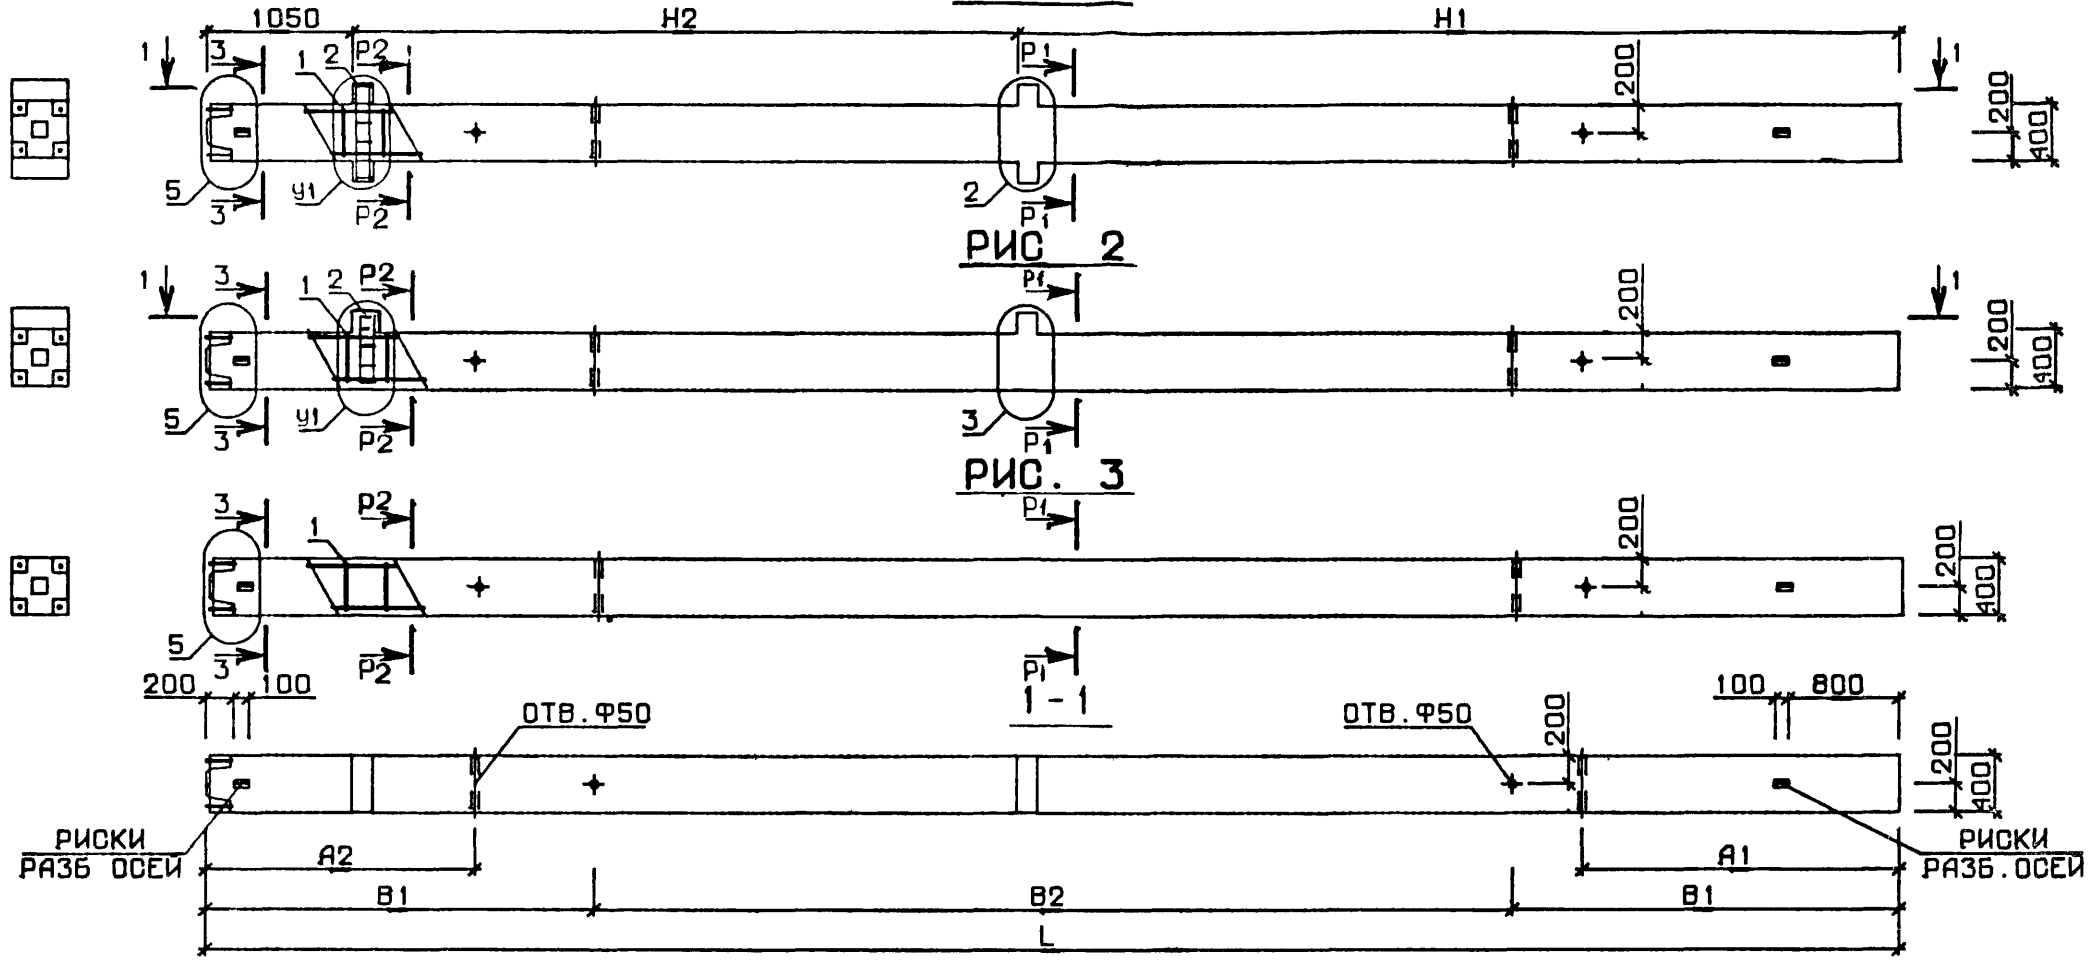 1050 H2 H1
1 3 1 2 P2 P1 200 1
200 400
5 3 У1 P2 2 P1
РИС 2
1 3 1 2 P2 P1 200 1
200 400
5 3 У1 P2 3 P1
РИС. 3
3 1 P2 P1 200
200 400
5 3 P2 P1
200 100 1-1 100 800
ОТВ.Φ50 ОТВ.Φ50 200
200 400
РИСКИ РИСКИ
РАЗБ ОСЕЙ A2 A1 РАЗБ.ОСЕЙ
B1 B2 B1
L